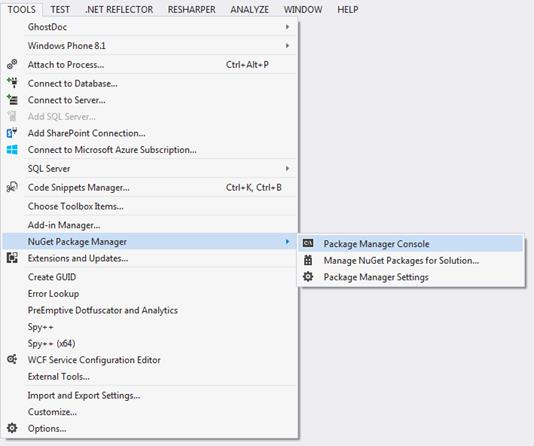 TOOLS TEST .NET REFLECTOR RESHARPER ANALYZE WINDOW HELP
GhostDoc
Windows Phone 8.1
Attach to Process... Ctrl+Alt+P
Connect to Database...
Connect to Server...
Add SQL Server...
Add SharePoint Connection...
Connect to Microsoft Azure Subscription...
SQL Server
Code Snippets Manager... Ctrl+K, Ctrl+B
Choose Toolbox Items...
Add-in Manager...
NuGet Package Manager
Package Manager Console
Manage NuGet Packages for Solution...
Package Manager Settings
Extensions and Updates...
Create GUID
Error Lookup
PreEmptive Dotfuscator and Analytics
Spy++
Spy++ (x64)
WCF Service Configuration Editor
External Tools...
Import and Export Settings...
Customize...
Options...